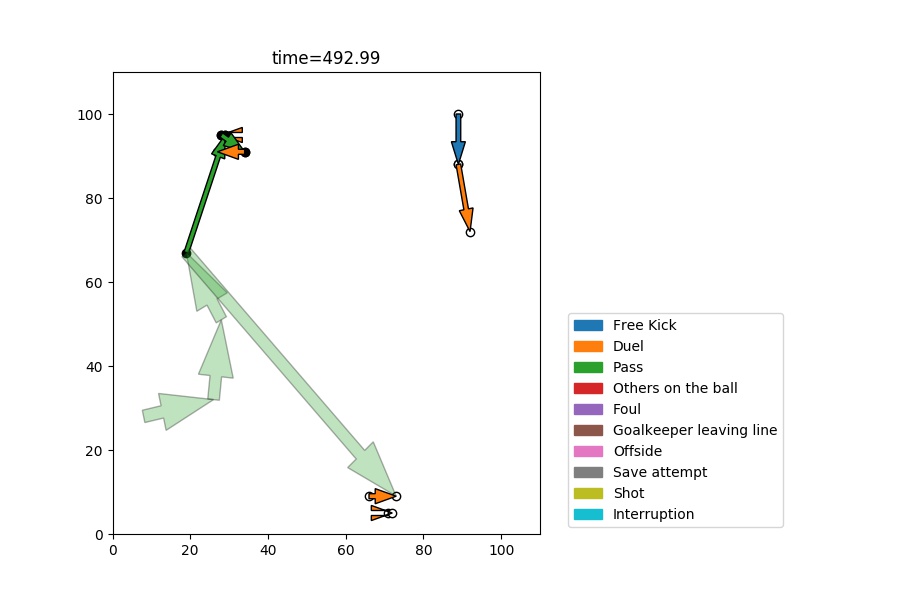 time=492.99
100
80
60
40
20
0
0 20 40 60 80 100
Free Kick
Duel
Pass
Others on the ball
Foul
Goalkeeper leaving line
Offside
Save attempt
Shot
Interruption